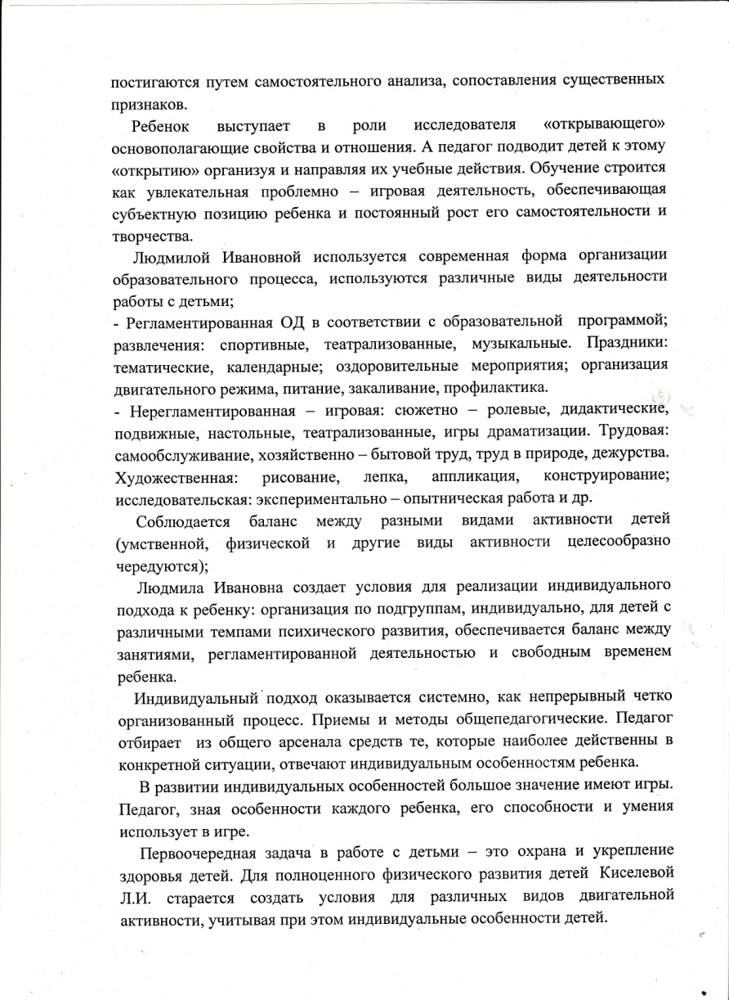 постигаются путем самостоятельного анализа, сопоставления существенных
признаков.
Ребенок выступает в роли исследователя «открывающего»
основополагающие свойства и отношения. А педагог подводит детей к этому
«открытию» организуя и направляя их учебные действия. Обучение строится
как увлекательная проблемно – игровая деятельность, обеспечивающая
субъектную позицию ребенка и постоянный рост его самостоятельности и
творчества.
Людмилой Ивановной используется современная форма организации
образовательного процесса, используются различные виды деятельности
работы с детьми;
- Регламентированная ОД в соответствии с образовательной программой;
развлечения: спортивные, театрализованные, музыкальные. Праздники:
тематические, календарные; оздоровительные мероприятия; организация
двигательного режима, питание, закаливание, профилактика.
- Нерегламентированная – игровая: сюжетно – ролевые, дидактические,
подвижные, настольные, театрализованные, игры драматизации. Трудовая:
самообслуживание, хозяйственно – бытовой труд, труд в природе, дежурства.
Художественная: рисование, лепка, аппликация, конструирование;
исследовательская: экспериментально – опытническая работа и др.
Соблюдается баланс между разными видами активности детей
(умственной, физической и другие виды активности целесообразно
чередуются);
Людмила Ивановна создает условия для реализации индивидуального
подхода к ребенку: организация по подгруппам, индивидуально, для детей с
различными темпами психического развития, обеспечивается баланс между
занятиями, регламентированной деятельностью и свободным временем
ребенка.
Индивидуальный подход оказывается системно, как непрерывный четко
организованный процесс. Приемы и методы общепедагогические. Педагог
отбирает из общего арсенала средств те, которые наиболее действенны в
конкретной ситуации, отвечают индивидуальным особенностям ребенка.
В развитии индивидуальных особенностей большое значение имеют игры.
Педагог, зная особенности каждого ребенка, его способности и умения
использует в игре.
Первоочередная задача в работе с детьми – это охрана и укрепление
здоровья детей. Для полноценного физического развития детей Киселевой
Л.И. старается создать условия для различных видов двигательной
активности, учитывая при этом индивидуальные особенности детей.